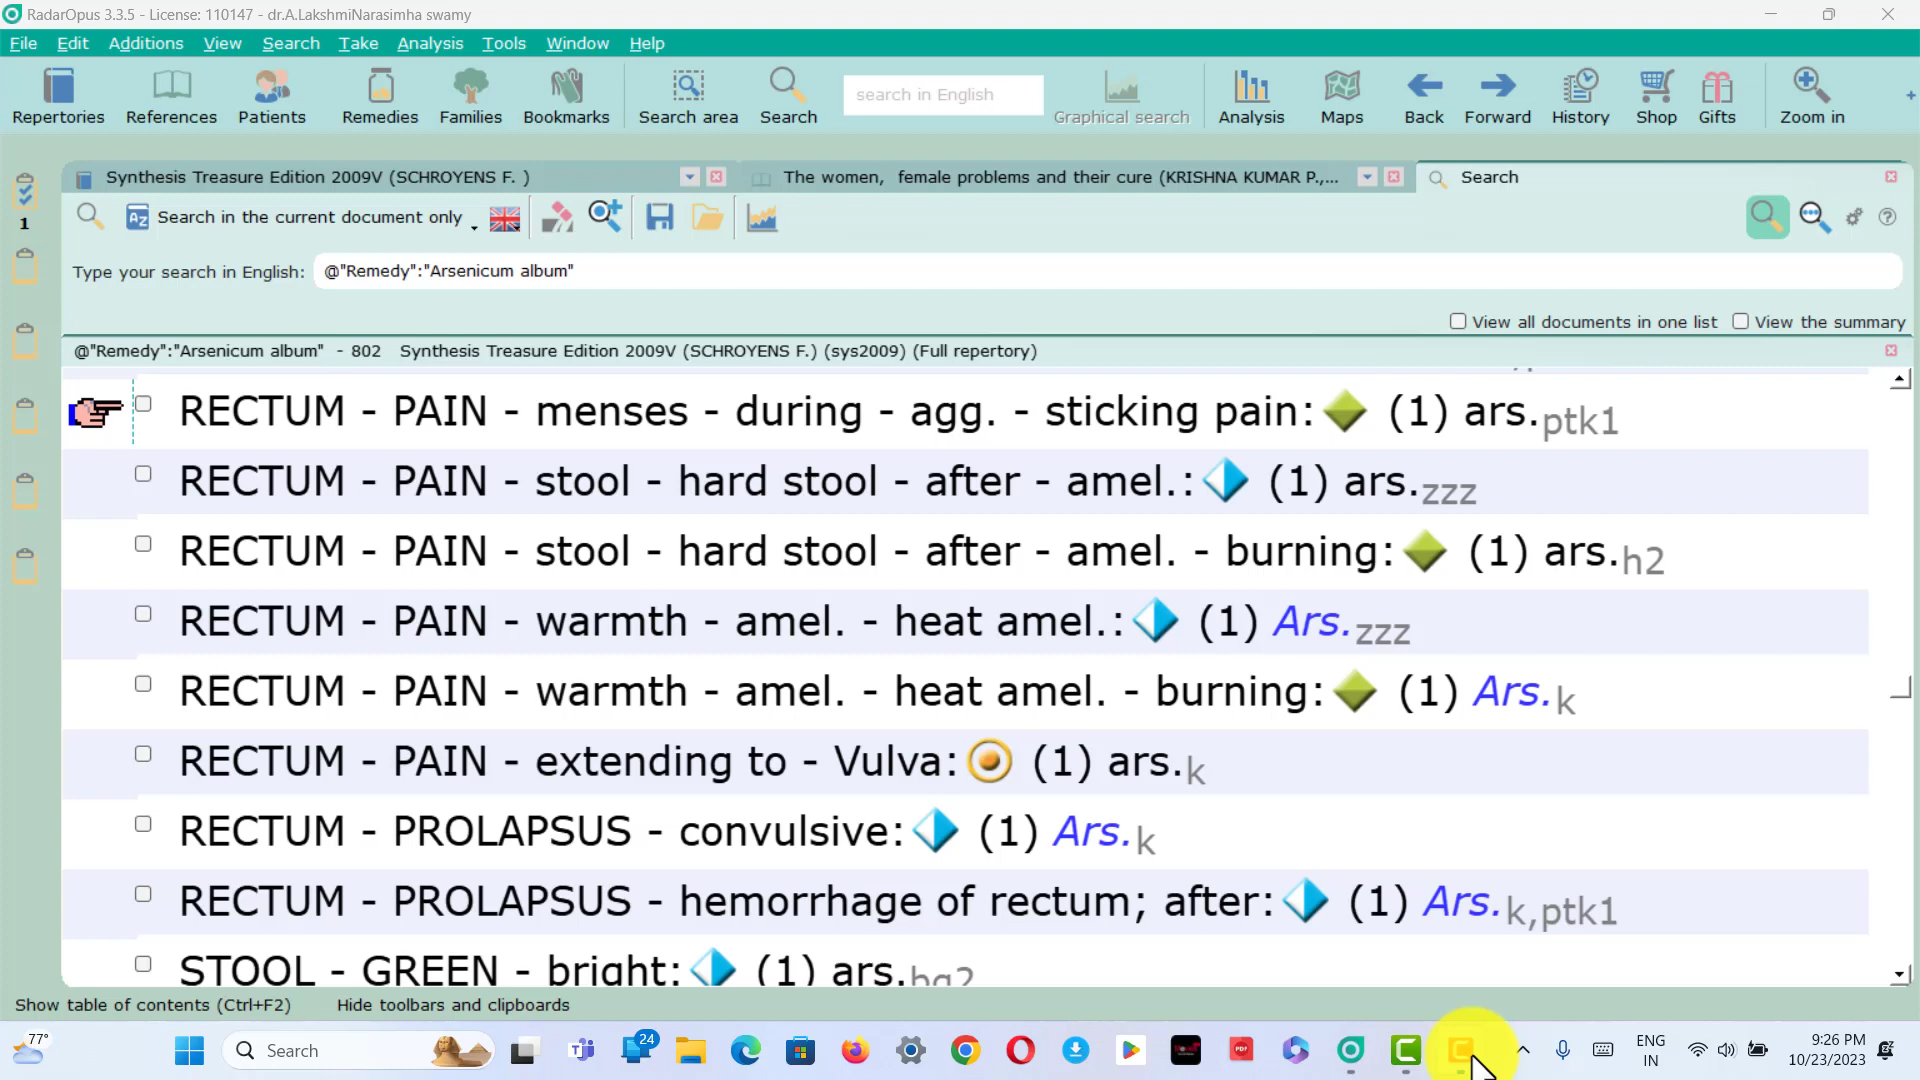 RadarOpus 3.3.5 - License: 110147 - dr.A.LakshmiNarasimha swamy
File Edit Additions View Search Take Analysis Tools Window Help
Repertories References Patients Remedies Families Bookmarks Search area Search search in English Graphical search Analysis Maps Back Forward History Shop Gifts Zoom in
Synthesis Treasure Edition 2009V (SCHROYENS F. ) The women, female problems and their cure (KRISHNA KUMAR P.,... Search
1
Search in the current document only
Type your search in English: @"Remedy":"Arsenicum album"
View all documents in one list View the summary
@"Remedy":"Arsenicum album" - 802 Synthesis Treasure Edition 2009V (SCHROYENS F.) (sys2009) (Full repertory)
RECTUM - PAIN - menses - during - agg. - sticking pain: (1) ars.ptk1
RECTUM - PAIN - stool - hard stool - after - amel.: (1) ars.zzz
RECTUM - PAIN - stool - hard stool - after - amel. - burning: (1) ars.h2
RECTUM - PAIN - warmth - amel. - heat amel.: (1) Ars.zzz
RECTUM - PAIN - warmth - amel. - heat amel. - burning: (1) Ars.k
RECTUM - PAIN - extending to - Vulva: (1) ars.k
RECTUM - PROLAPSUS - convulsive: (1) Ars.k
RECTUM - PROLAPSUS - hemorrhage of rectum; after: (1) Ars.k,ptk1
STOOL - GREEN - bright: (1) ars.bg2
Show table of contents (Ctrl+F2) Hide toolbars and clipboards
77° Search 24 PDF ENG 9:26 PM
IN 10/23/2023